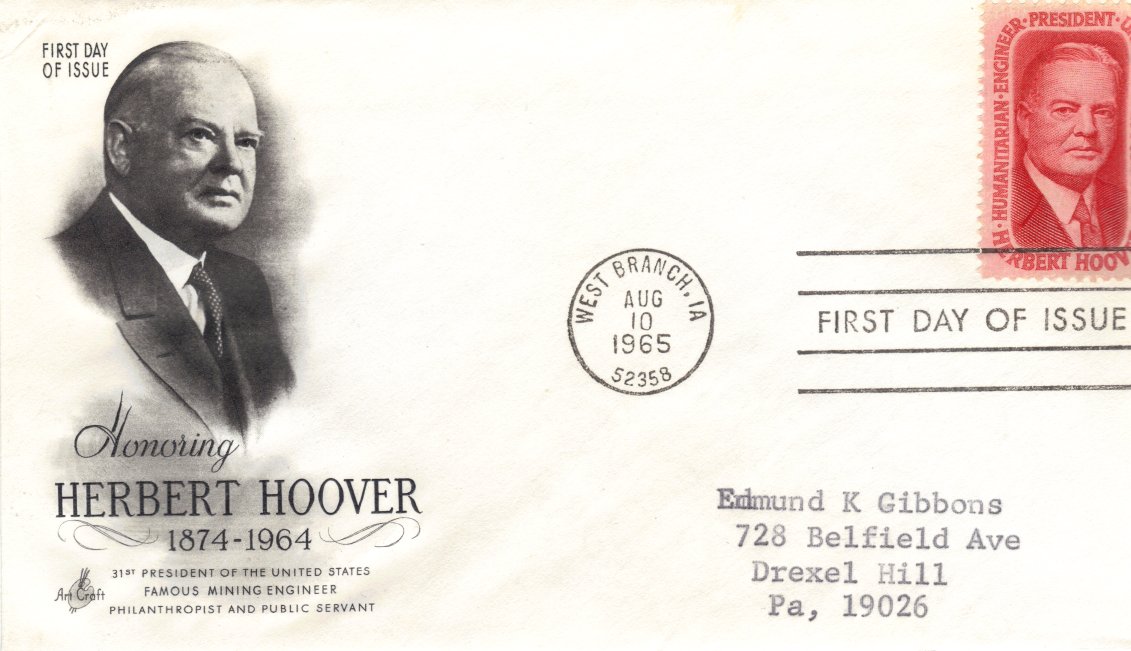 FIRST DAY
OF ISSUE
HUMANITARIAN · ENGINEER · PRESIDENT ·
HERBERT HOOV
WEST BRANCH, IA
AUG
10
1965
52358
FIRST DAY OF ISSUE
Honoring
HERBERT HOOVER
1874-1964
31ST PRESIDENT OF THE UNITED STATES
FAMOUS MINING ENGINEER
PHILANTHROPIST AND PUBLIC SERVANT
Art Craft
Edmund K Gibbons
728 Belfield Ave
Drexel Hill
Pa, 19026